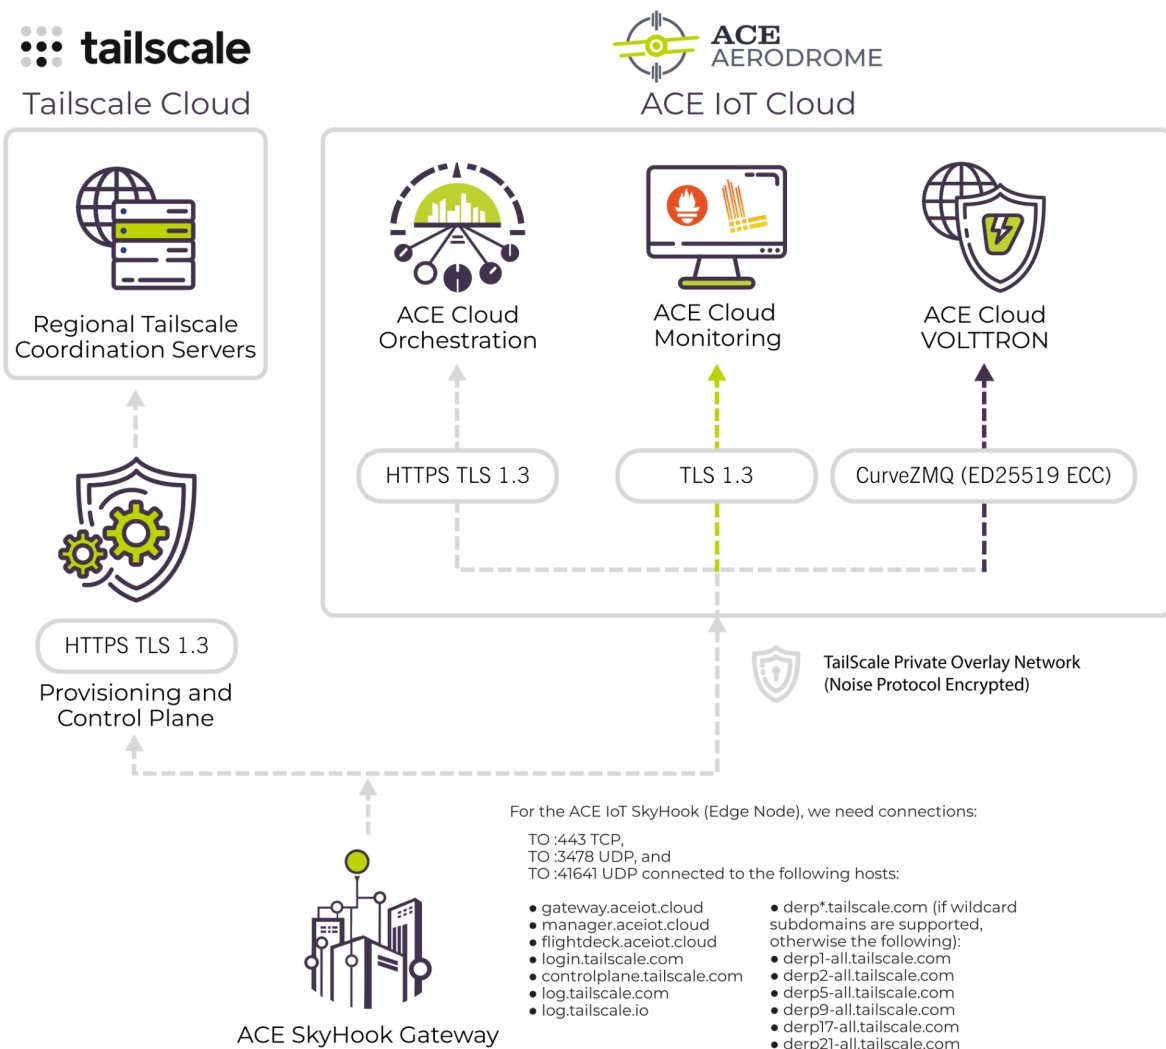 tailscale
Tailscale Cloud
ACE
AERODROME
ACE IoT Cloud
Regional Tailscale
Coordination Servers
ACE Cloud
Orchestration
ACE Cloud
Monitoring
ACE Cloud
VOLTTRON
HTTPS TLS 1.3
TLS 1.3
CurveZMQ (ED25519 ECC)
HTTPS TLS 1.3
Provisioning and
Control Plane
TailScale Private Overlay Network
(Noise Protocol Encrypted)
For the ACE IoT SkyHook (Edge Node), we need connections:
TO :443 TCP,
TO :3478 UDP, and
TO :41641 UDP connected to the following hosts:
● gateway.aceiot.cloud
● manager.aceiot.cloud
● flightdeck.aceiot.cloud
● login.tailscale.com
● controlplane.tailscale.com
● log.tailscale.com
● log.tailscale.io
● derp*.tailscale.com (if wildcard
subdomains are supported,
otherwise the following):
● derp1-all.tailscale.com
● derp2-all.tailscale.com
● derp5-all.tailscale.com
● derp9-all.tailscale.com
● derp17-all.tailscale.com
● derp21-all.tailscale.com
ACE SkyHook Gateway